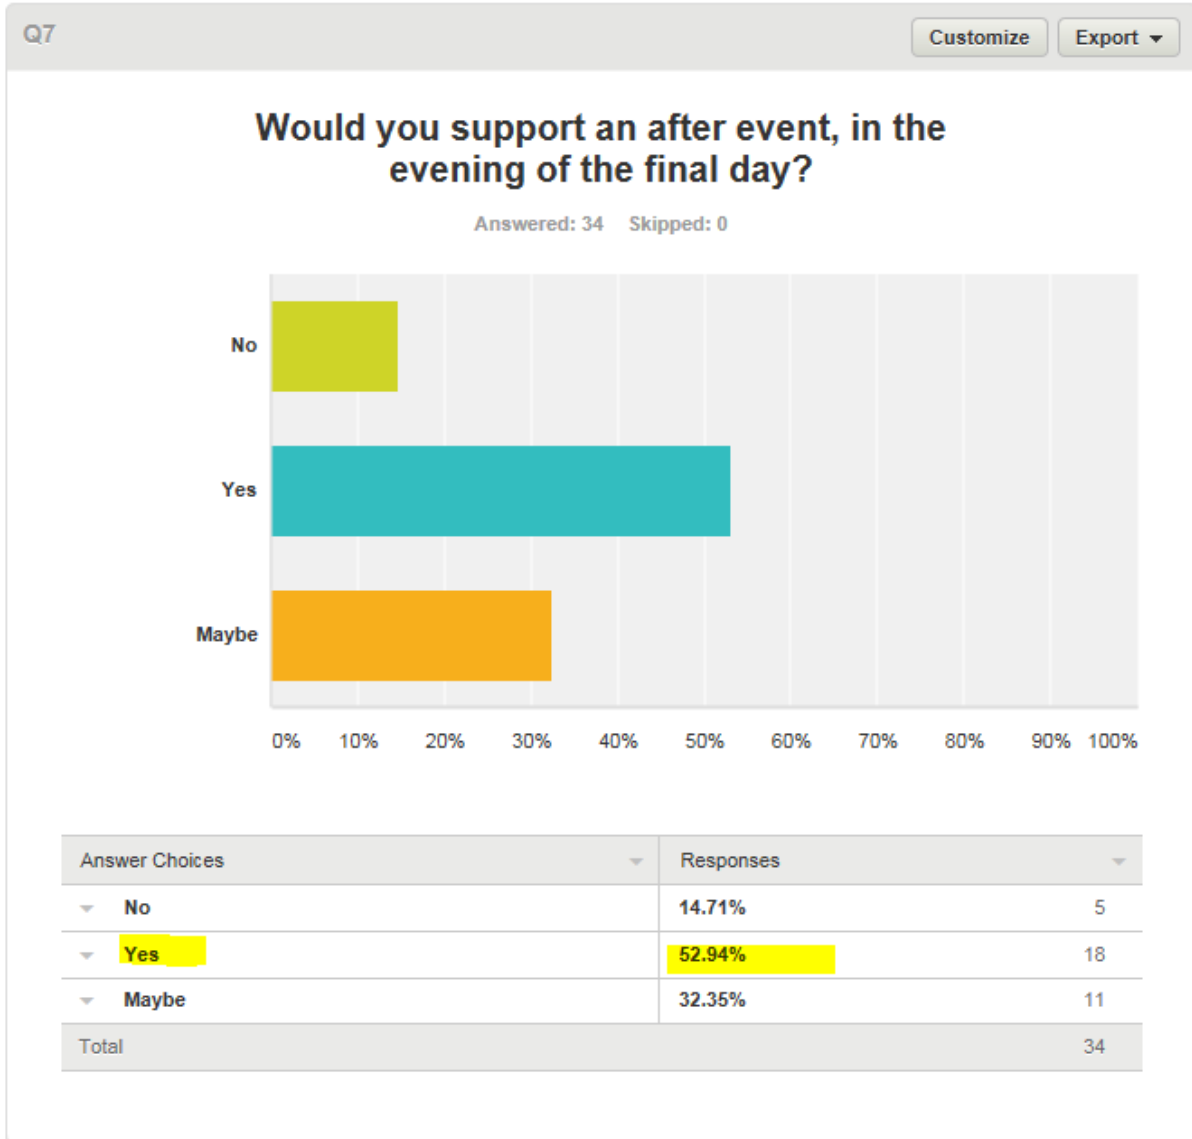 Q7
Customize Export
Would you support an after event, in the
evening of the final day?
Answered: 34 Skipped: 0
No
Yes
Maybe
0% 10% 20% 30% 40% 50% 60% 70% 80% 90% 100%
Answer Choices Responses
No 14.71% 5
Yes 52.94% 18
Maybe 32.35% 11
Total 34